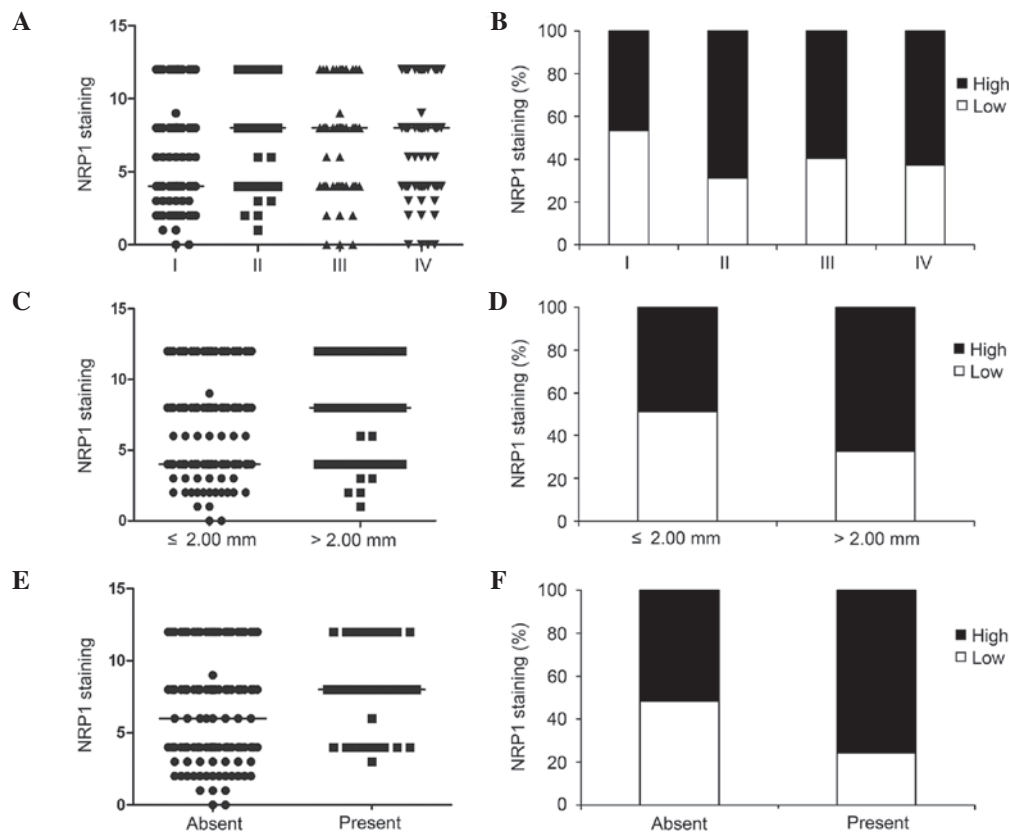 A
NRP1 staining
15
10
5
0
I II III IV
B
NRP1 staining (%)
100
80
60
40
20
0
I II III IV
High
Low
C
NRP1 staining
15
10
5
0
≤ 2.00 mm > 2.00 mm
D
NRP1 staining (%)
100
80
60
40
20
0
≤ 2.00 mm > 2.00 mm
High
Low
E
NRP1 staining
15
10
5
0
Absent Present
F
NRP1 staining (%)
100
80
60
40
20
0
Absent Present
High
Low